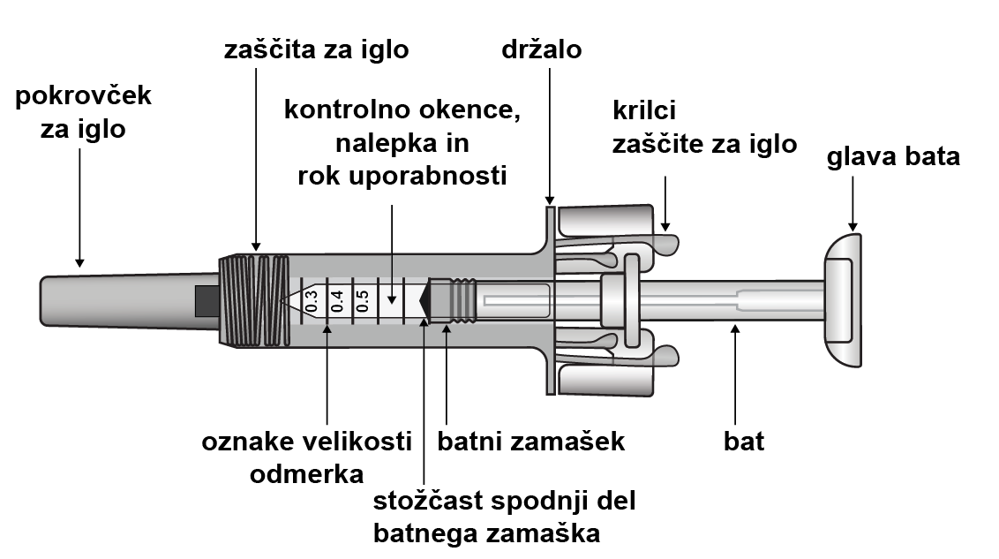 zaščita za iglo
držalo
pokrovček
za iglo
kontrolno okence,
nalepka in
rok uporabnosti
krilci
zaščite za iglo
glava bata
0.3
0.4
0.5
oznake velikosti
odmerka
batni zamašek
bat
stožčast spodnji del
batnega zamaška